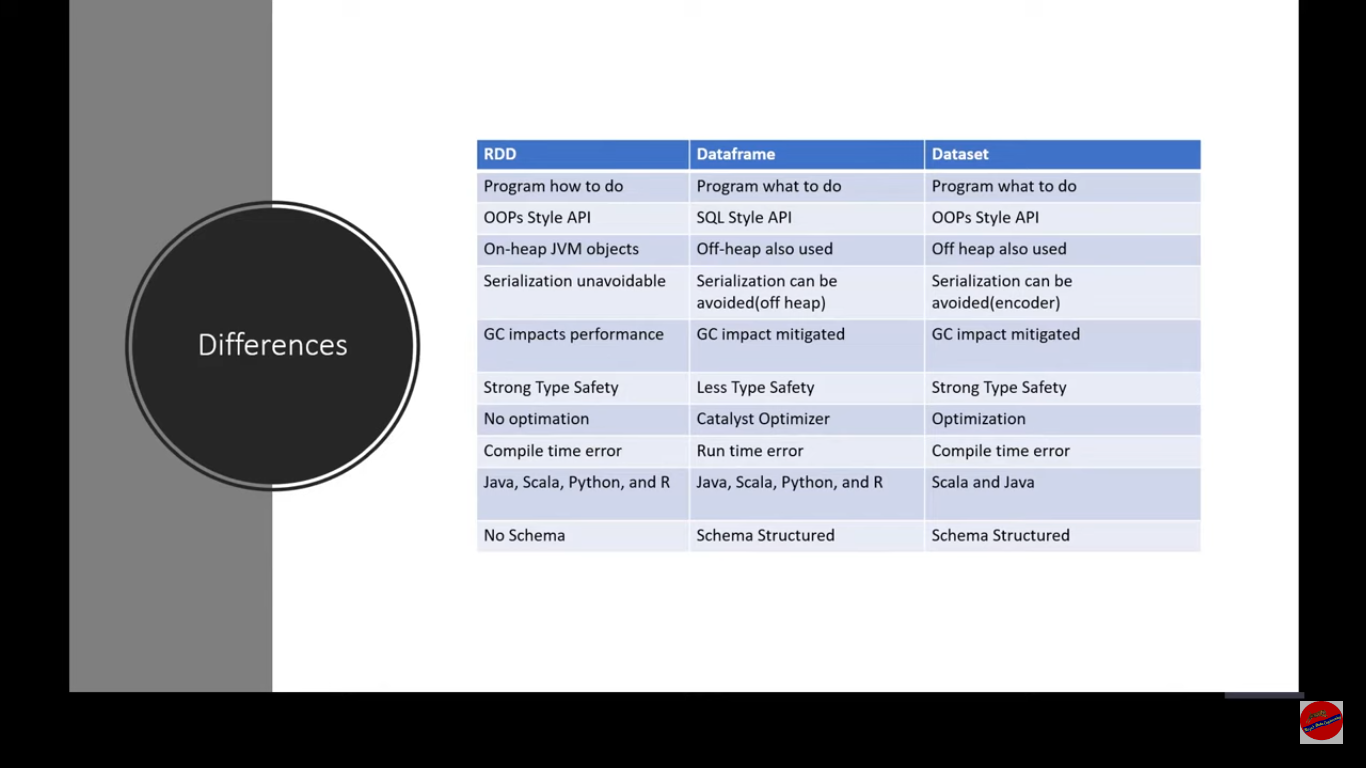 Differences
RDD Dataframe Dataset
Program how to do Program what to do Program what to do
OOPs Style API SQL Style API OOPs Style API
On-heap JVM objects Off-heap also used Off heap also used
Serialization unavoidable Serialization can be Serialization can be
avoided(off heap) avoided(encoder)
GC impacts performance GC impact mitigated GC impact mitigated
Strong Type Safety Less Type Safety Strong Type Safety
No optimation Catalyst Optimizer Optimization
Compile time error Run time error Compile time error
Java, Scala, Python, and R Java, Scala, Python, and R Scala and Java
No Schema Schema Structured Schema Structured